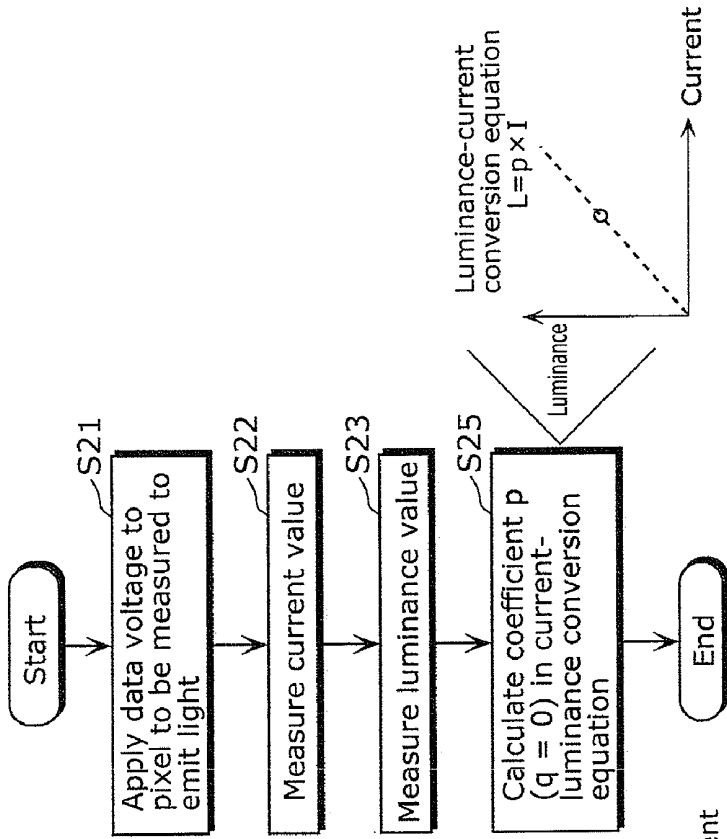 Start
S21
Apply data voltage to
pixel to be measured to
emit light
S22
Measure current value
S23
Measure luminance value
S25
Calculate coefficient p
(q = 0) in current-
luminance conversion
equation
End
Luminance-current
conversion equation
L=p×I
Luminance
Current